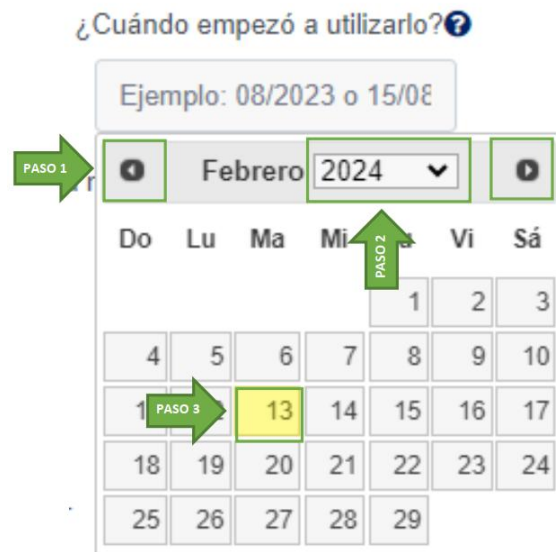 ¿Cuándo empezó a utilizarlo?
Ejemplo: 08/2023 o 15/08
PASO 1
Febrero 2024
Do Lu Ma Mi Vi Sá
PASO 2
1 2 3
4 5 6 7 8 9 10
PASO 3 13 14 15 16 17
18 19 20 21 22 23 24
25 26 27 28 29